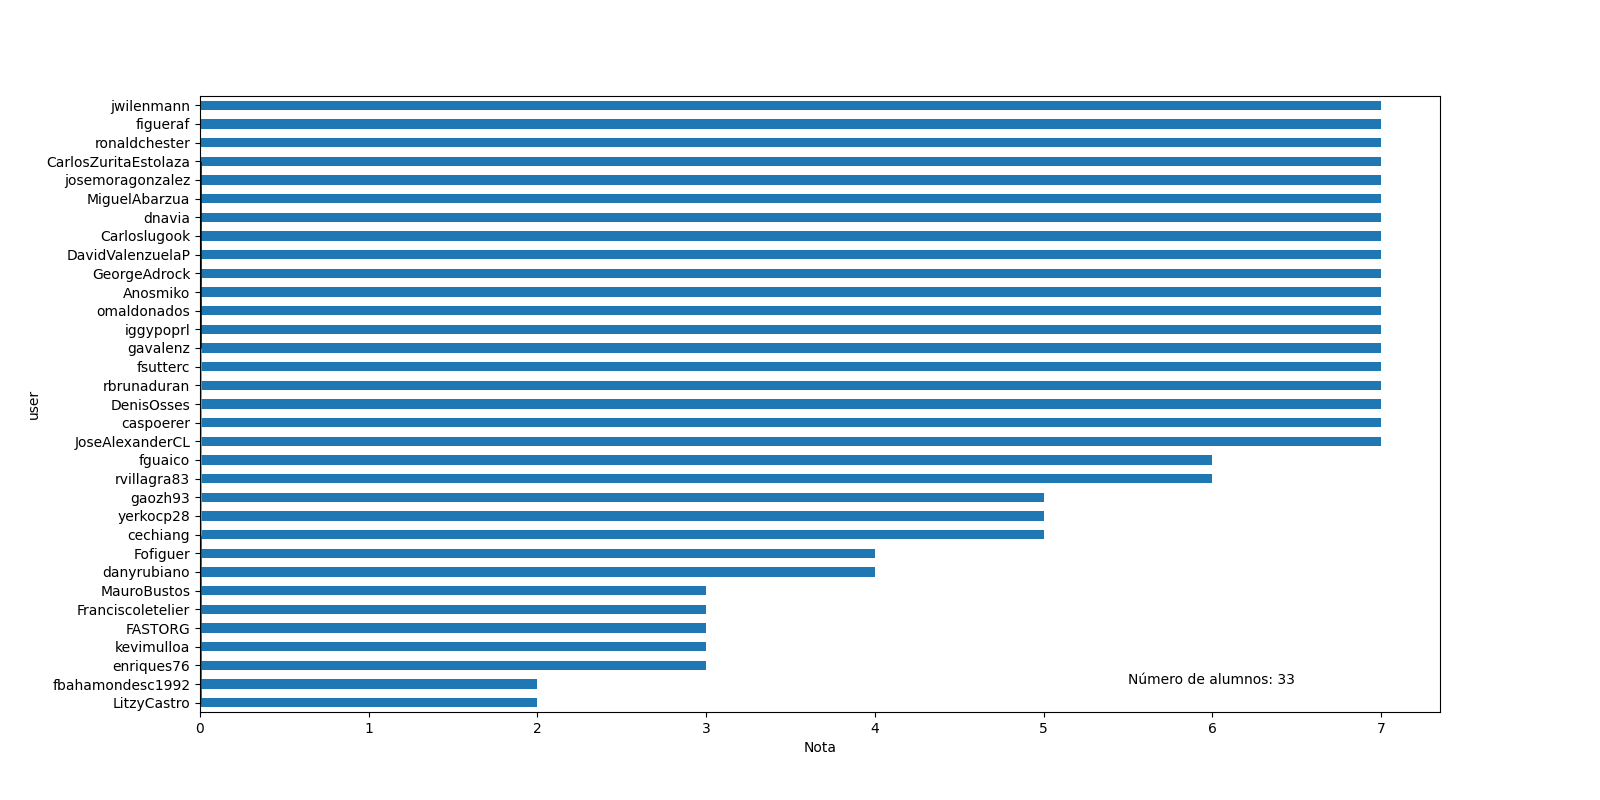 jwilenmann
figueraf
ronaldchester
CarlosZuritaEstolaza
josemoragonzalez
MiguelAbarzua
dnavia
Carloslugook
DavidValenzuelaP
GeorgeAdrock
Anosmiko
omaldonados
iggypoprl
gavalenz
fsutterc
rbrunaduran
DenisOsses
caspoerer
JoseAlexanderCL
fguaico
rvillagra83
gaozh93
yerkocp28
cechiang
Fofiguer
danyrubiano
MauroBustos
Franciscoletelier
FASTORG
kevimulloa
enriques76
fbahamondesc1992
LitzyCastro
user
Número de alumnos: 33
0 1 2 3 4 5 6 7
Nota